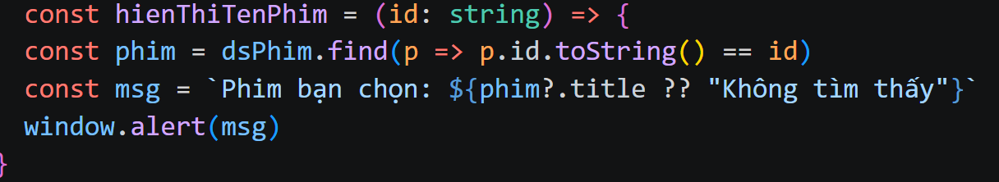 const hienThiTenPhim = (id: string) => {
const phim = dsPhim.find(p => p.id.toString() == id)
const msg = `Phim bạn chọn: ${phim?.title ?? "Không tìm thấy"}`
window.alert(msg)
}